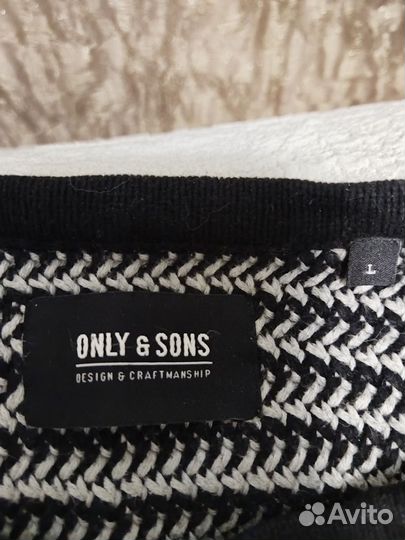 L
ONLY & SONS
DESIGN & CRAFTMANSHIP
Avito